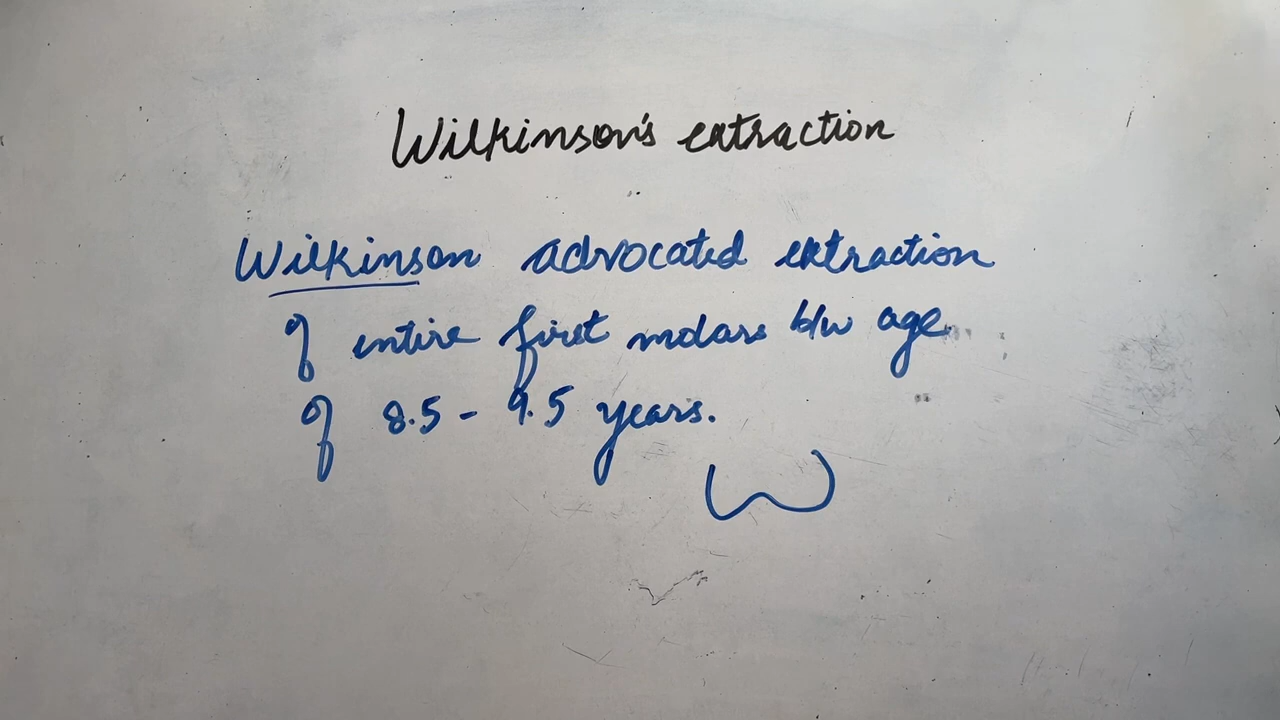 Wilkinson's extraction
Wilkinson advocated extraction
of entire first molars b/w age
of 8.5 - 9.5 years.
W